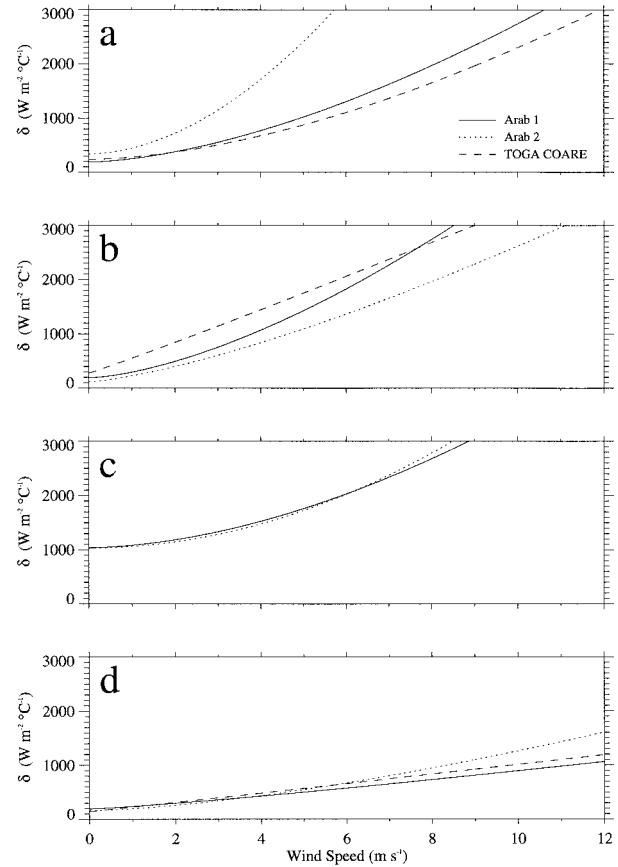 3000
a
2000
1000
0
δ (W m⁻² °C⁻¹)
Arab 1
Arab 2
TOGA COARE
3000
b
2000
1000
0
δ (W m⁻² °C⁻¹)
3000
c
2000
1000
0
δ (W m⁻² °C⁻¹)
3000
d
2000
1000
0
δ (W m⁻² °C⁻¹)
0 2 4 6 8 10 12
Wind Speed (m s⁻¹)